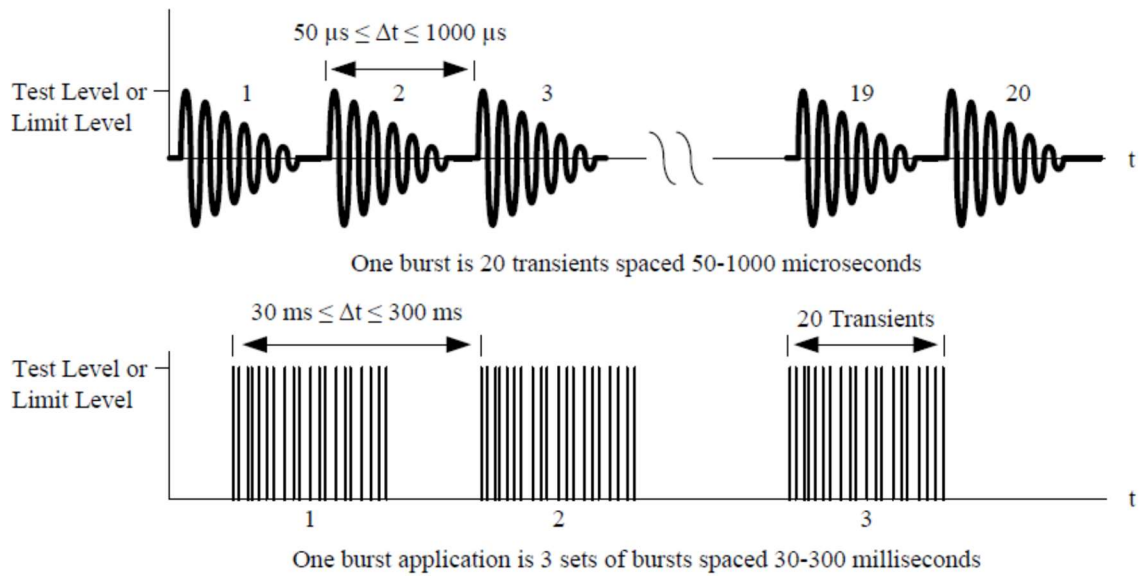 50 µs ≤ Δt ≤ 1000 µs
Test Level or
Limit Level
1
2
3
19
20
t
One burst is 20 transients spaced 50-1000 microseconds
30 ms ≤ Δt ≤ 300 ms
20 Transients
Test Level or
Limit Level
t
1
2
3
One burst application is 3 sets of bursts spaced 30-300 milliseconds